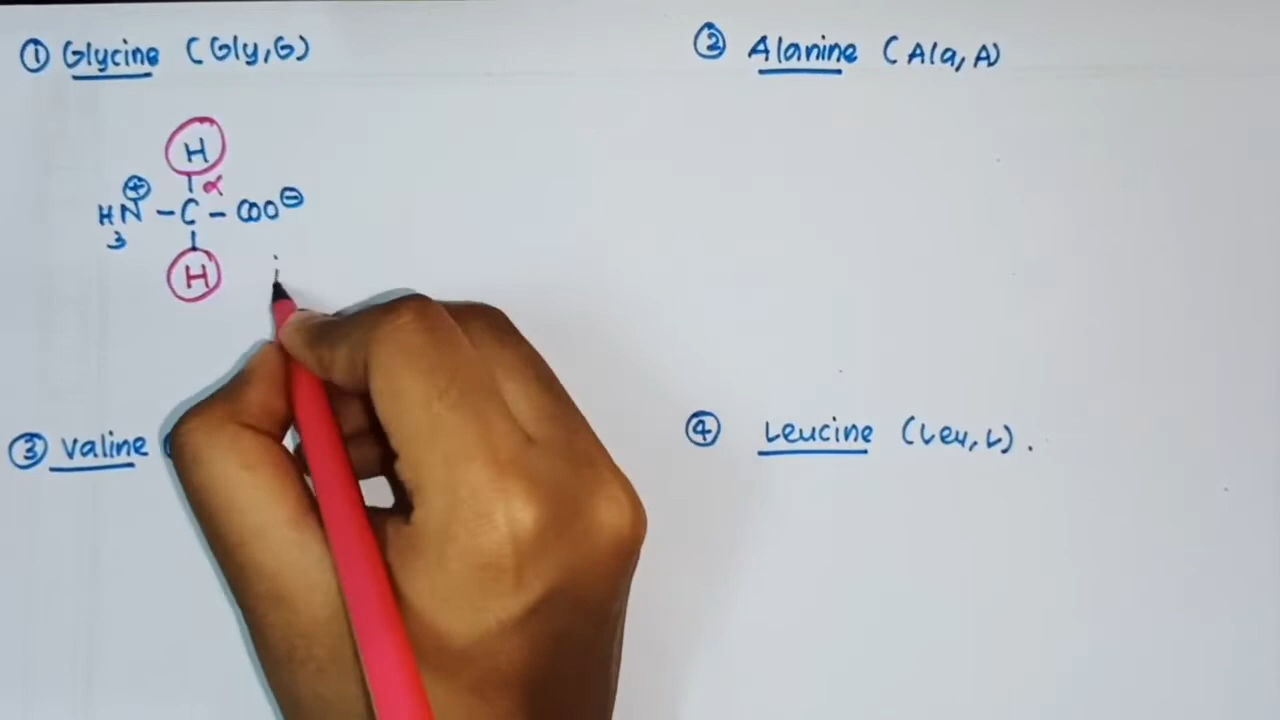 ① Glycine (Gly, G)
② Alanine (Ala, A)
H
α
H₃N⊕ – C – COO⊖
H
③ Valine (
④ Leucine (Leu, L).